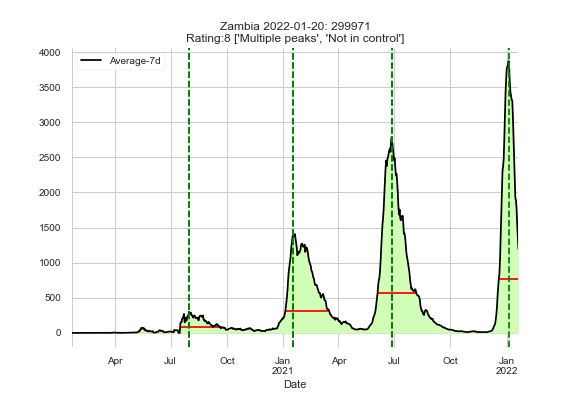 Zambia 2022-01-20: 299971
Rating:8 ['Multiple peaks', 'Not in control']
Average-7d
4000
3500
3000
2500
2000
1500
1000
500
0
Apr Jul Oct Jan Apr Jul Oct Jan
2021 2022
Date